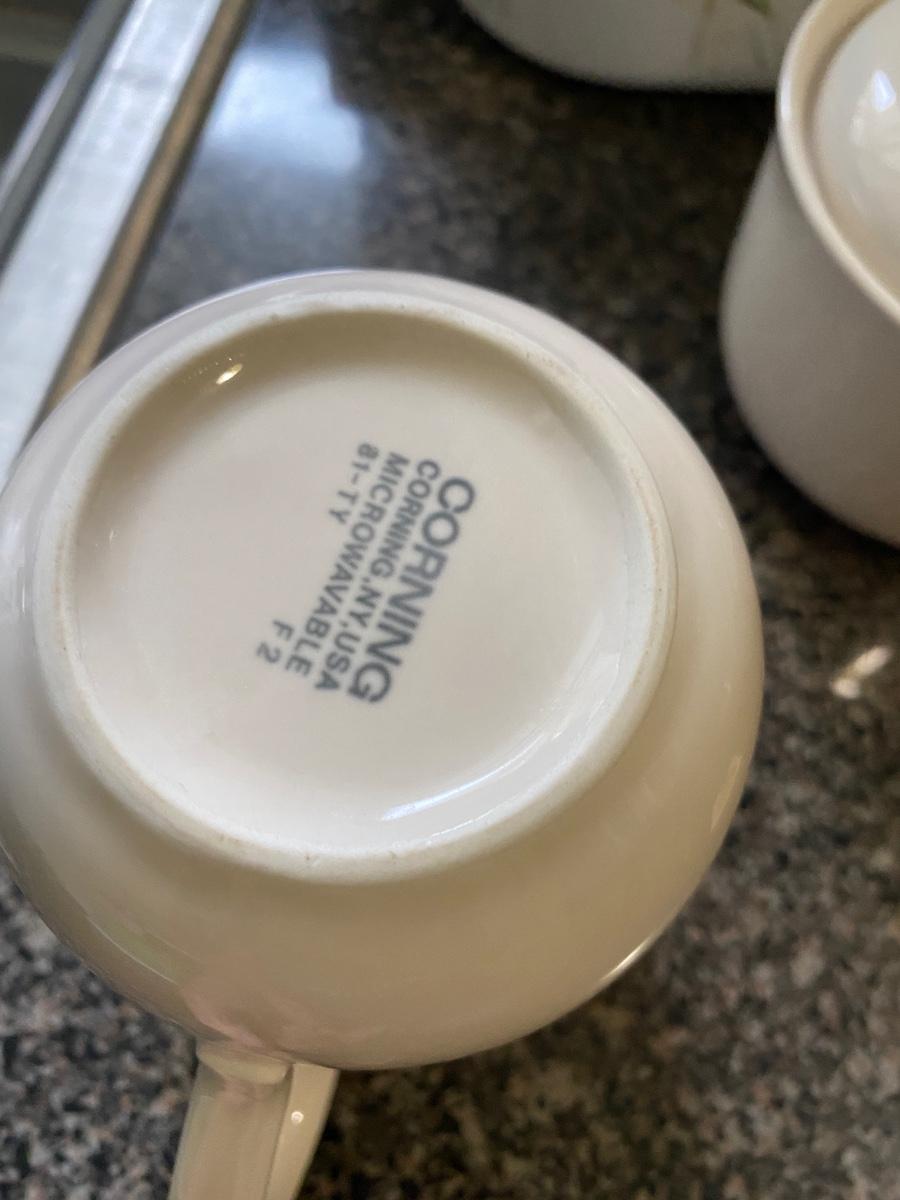 CORNING
CORNING,NY,USA
MICROWAVABLE
81-TY F2